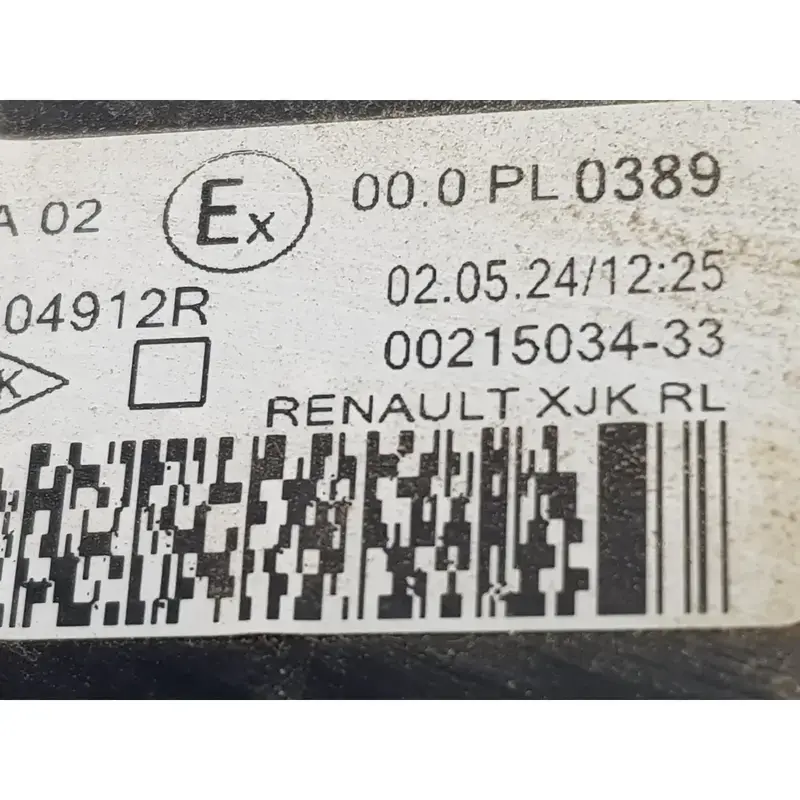 A 02 Ex 00.0 PL 0389
02.05.24/12:25
04912R
00215034-33
K
RENAULT XJK RL